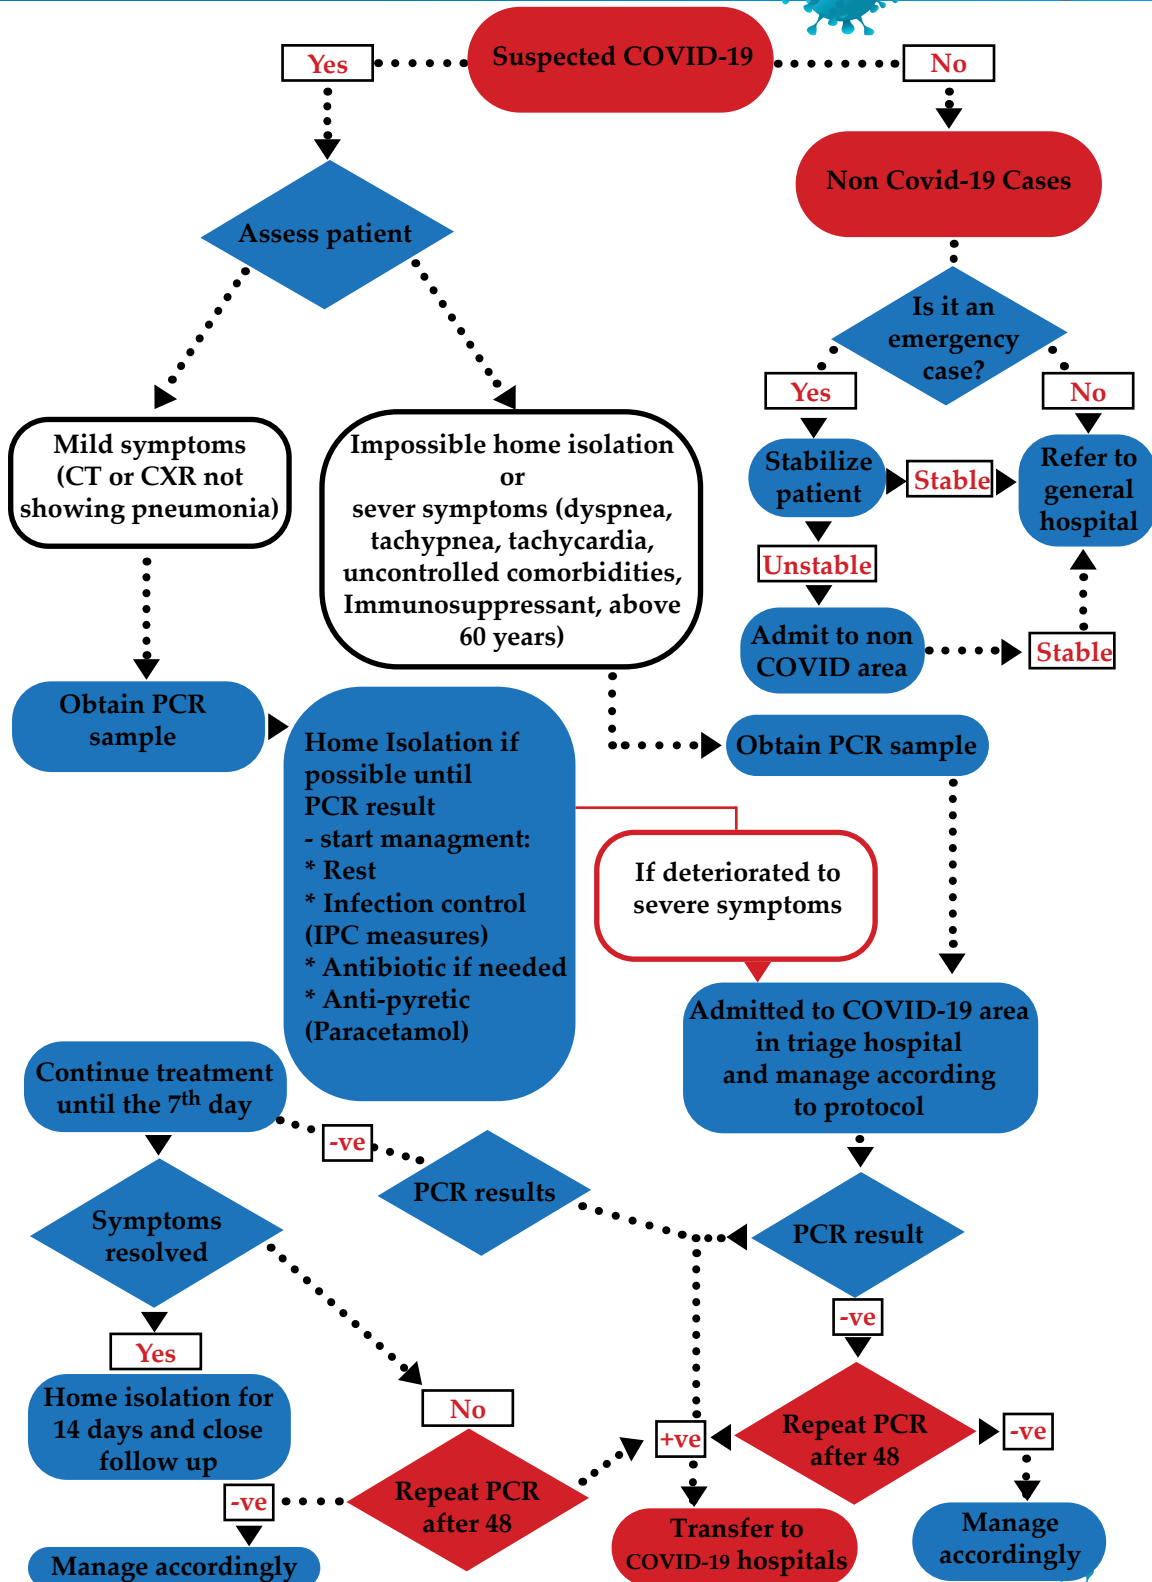 Suspected COVID-19
Yes
No
Non Covid-19 Cases
Assess patient
Is it an
emergency
case?
Yes
No
Mild symptoms
(CT or CXR not
showing pneumonia)
Impossible home isolation
or
sever symptoms (dyspnea,
tachypnea, tachycardia,
uncontrolled comorbidities,
Immunosuppressant, above
60 years)
Stabilize
patient
Stable
Refer to
general
hospital
Unstable
Admit to non
COVID area
Stable
Obtain PCR
sample
Home Isolation if
possible until
PCR result
- start managment:
* Rest
* Infection control
(IPC measures)
* Antibiotic if needed
* Anti-pyretic
(Paracetamol)
Obtain PCR sample
If deteriorated to
severe symptoms
Admitted to COVID-19 area
in triage hospital
and manage according
to protocol
Continue treatment
until the 7th day
-ve
PCR results
PCR result
Symptoms
resolved
-ve
Yes
Home isolation for
14 days and close
follow up
No
+ve
Repeat PCR
after 48
-ve
-ve
Repeat PCR
after 48
Transfer to
COVID-19 hospitals
Manage
accordingly
Manage accordingly